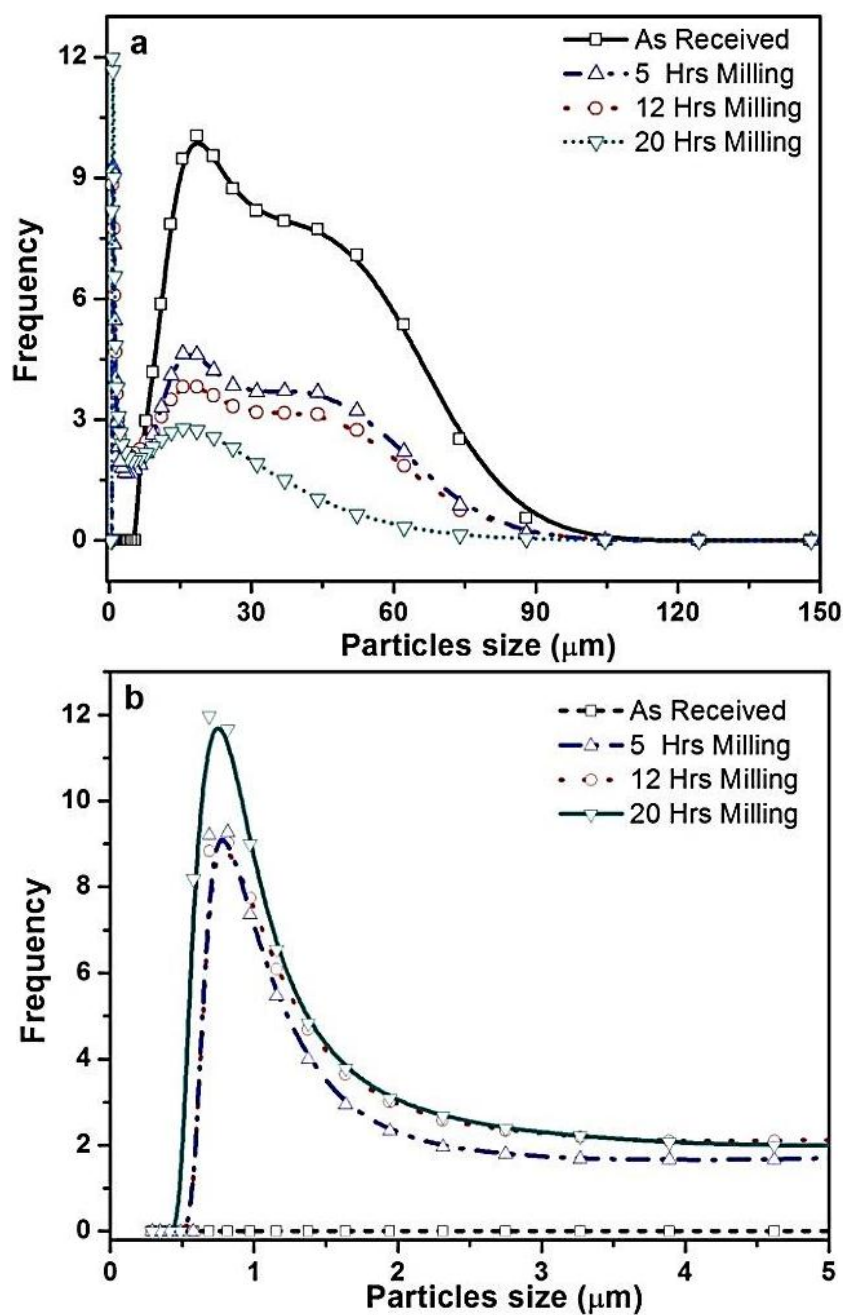 a
As Received
5 Hrs Milling
12 Hrs Milling
20 Hrs Milling
12
9
6
3
0
Frequency
0 30 60 90 120 150
Particles size (μm)
b
As Received
5 Hrs Milling
12 Hrs Milling
20 Hrs Milling
12
10
8
6
4
2
0
Frequency
0 1 2 3 4 5
Particles size (μm)